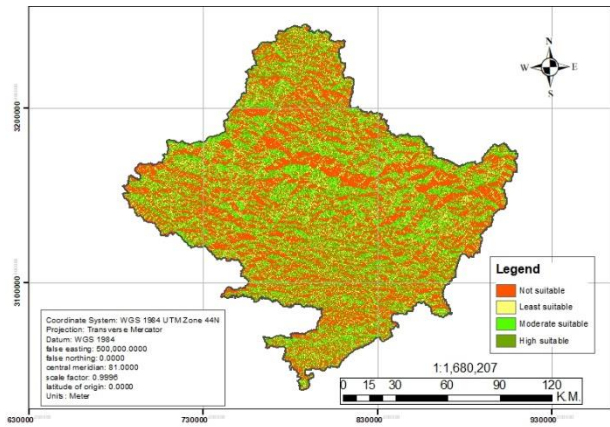 N
W E
S
3200000
3100000
Legend
Not suitable
Least suitable
Moderate suitable
High suitable
Coordinate System: WGS 1984 UTM Zone 44N
Projection: Transverse Mercator
Datum: WGS 1984
false easting: 500,000.0000
false northing: 0.0000
central meridian: 81.0000
scale factor: 0.9996
latitude of origin: 0.0000
Units: Meter
1:1,680,207
0 15 30 60 90 120
K.M.
630000 730000 830000 930000